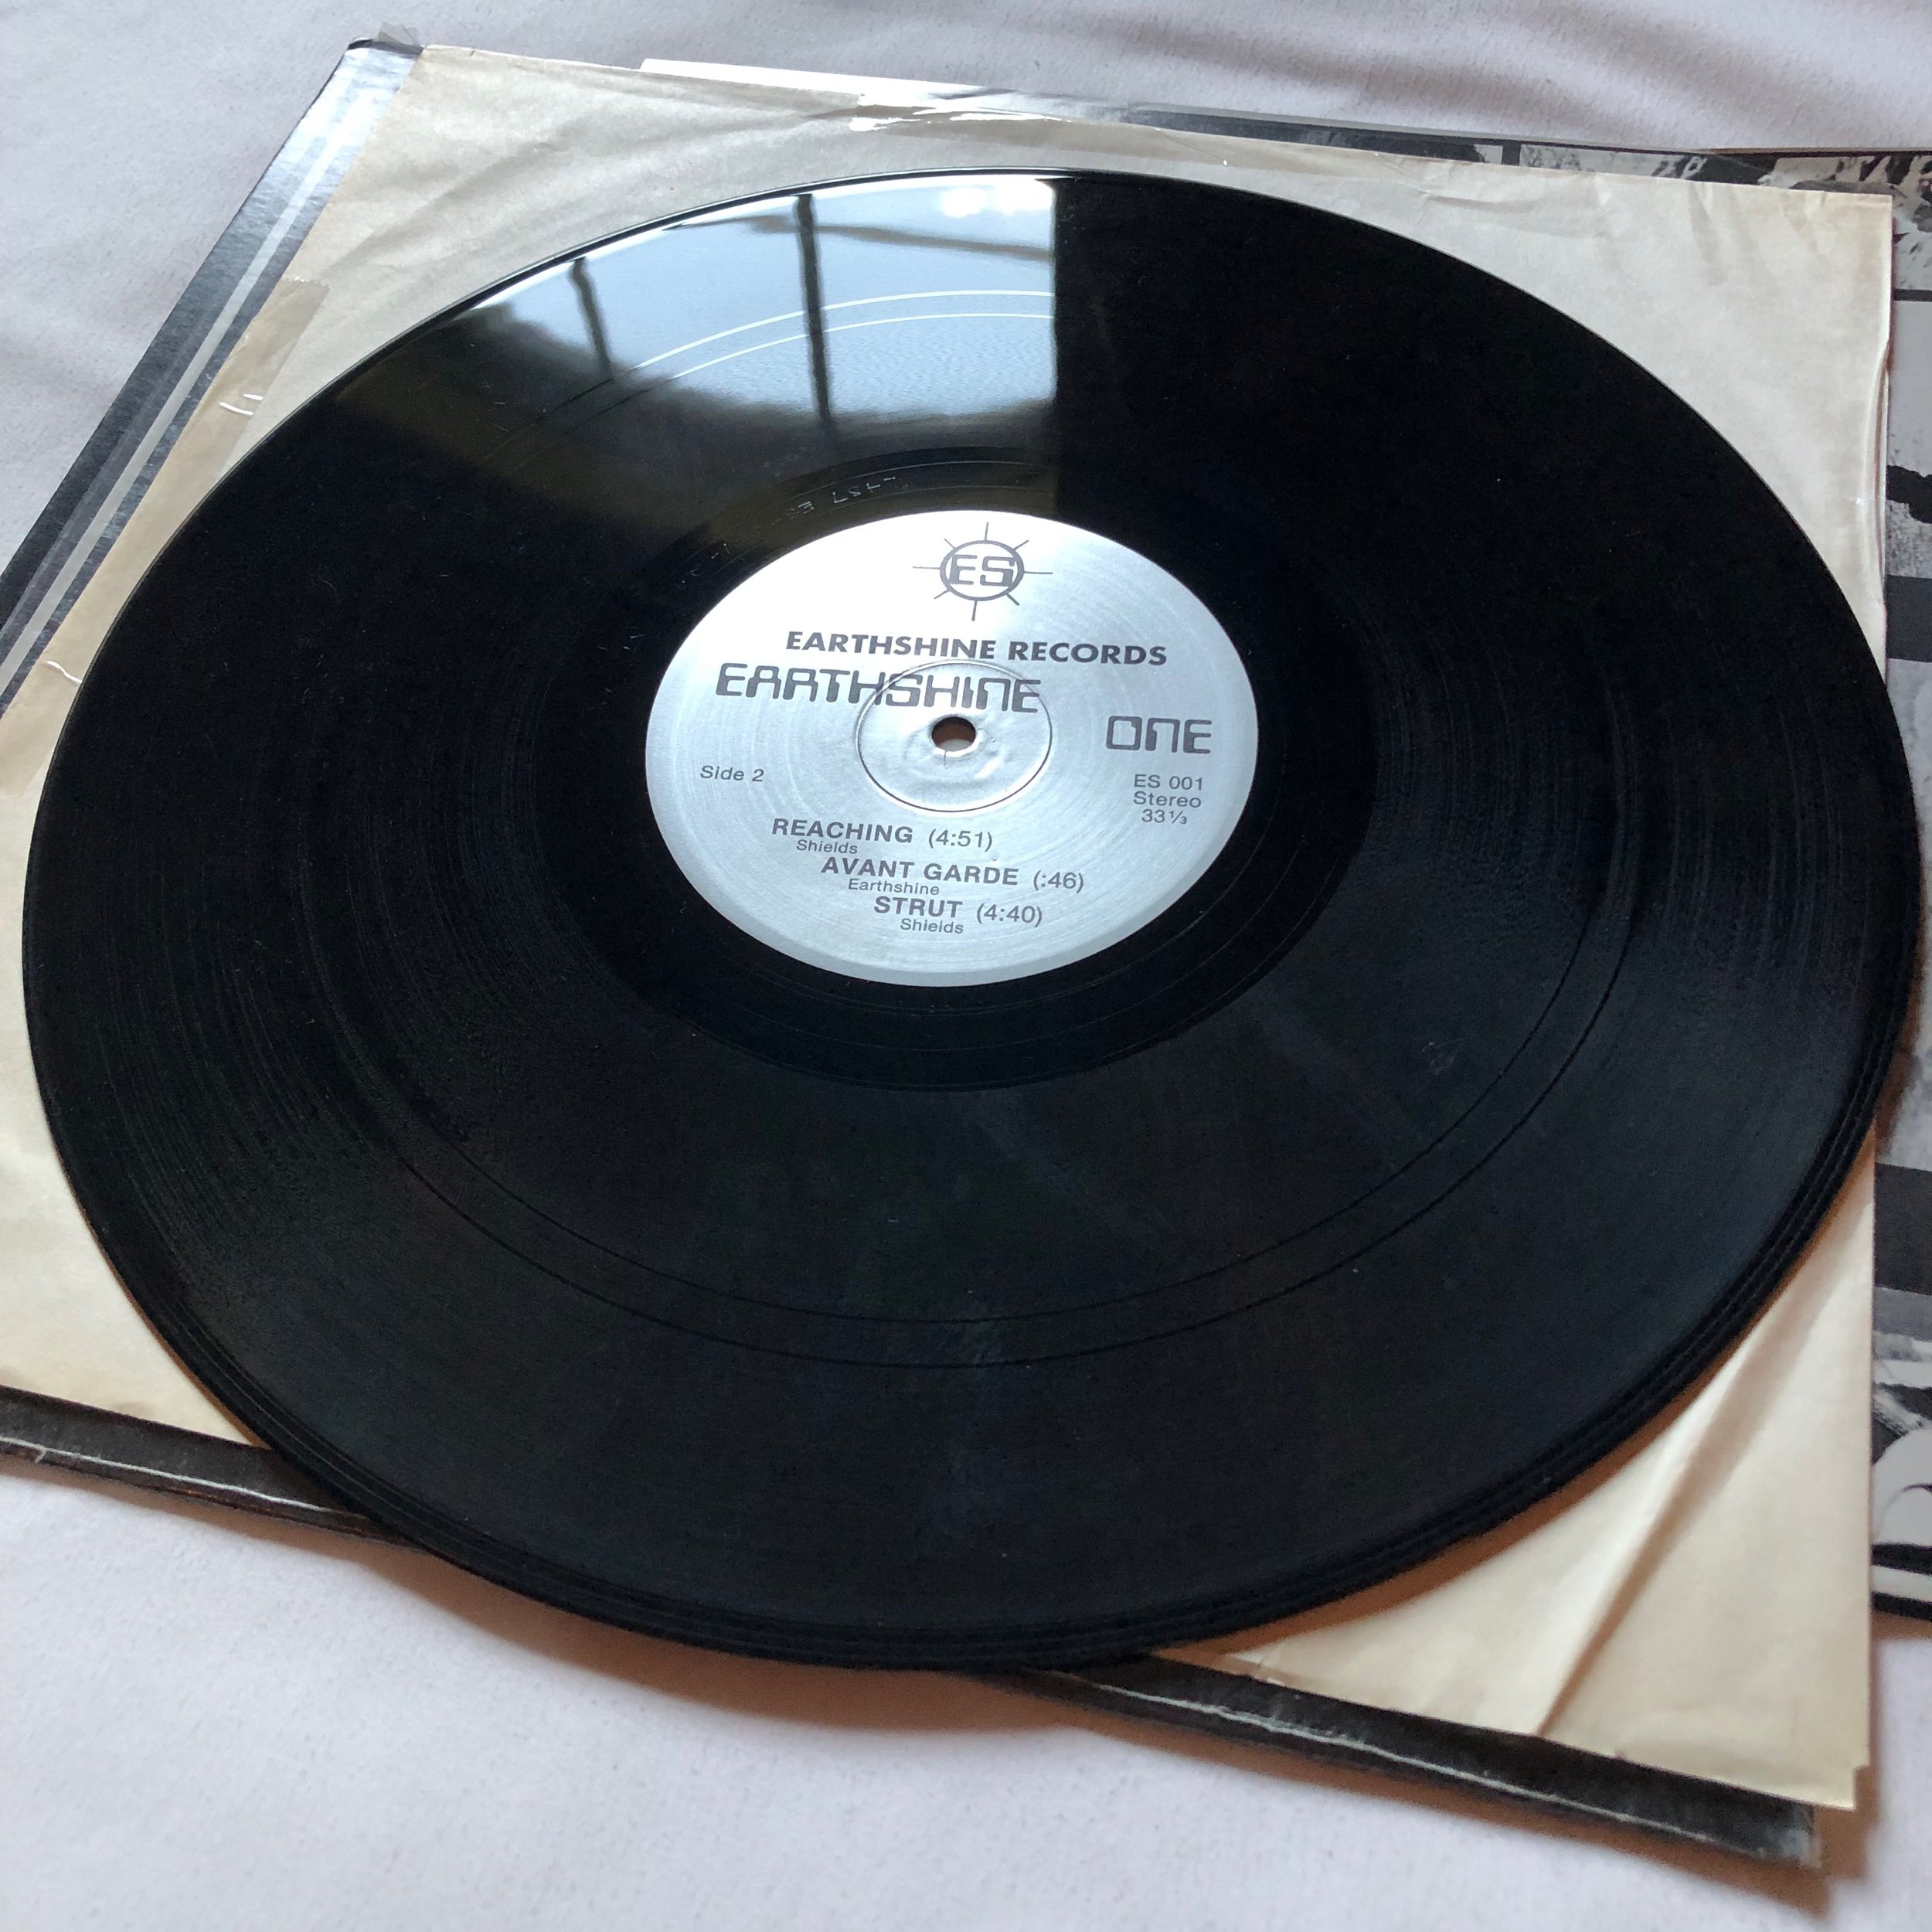 ES
EARTHSHINE RECORDS
EARTHSHINE
ONE
Side 2
ES 001
Stereo
33⅓
REACHING (4:51)
Shields
AVANT GARDE (:46)
Earthshine
STRUT (4:40)
Shields